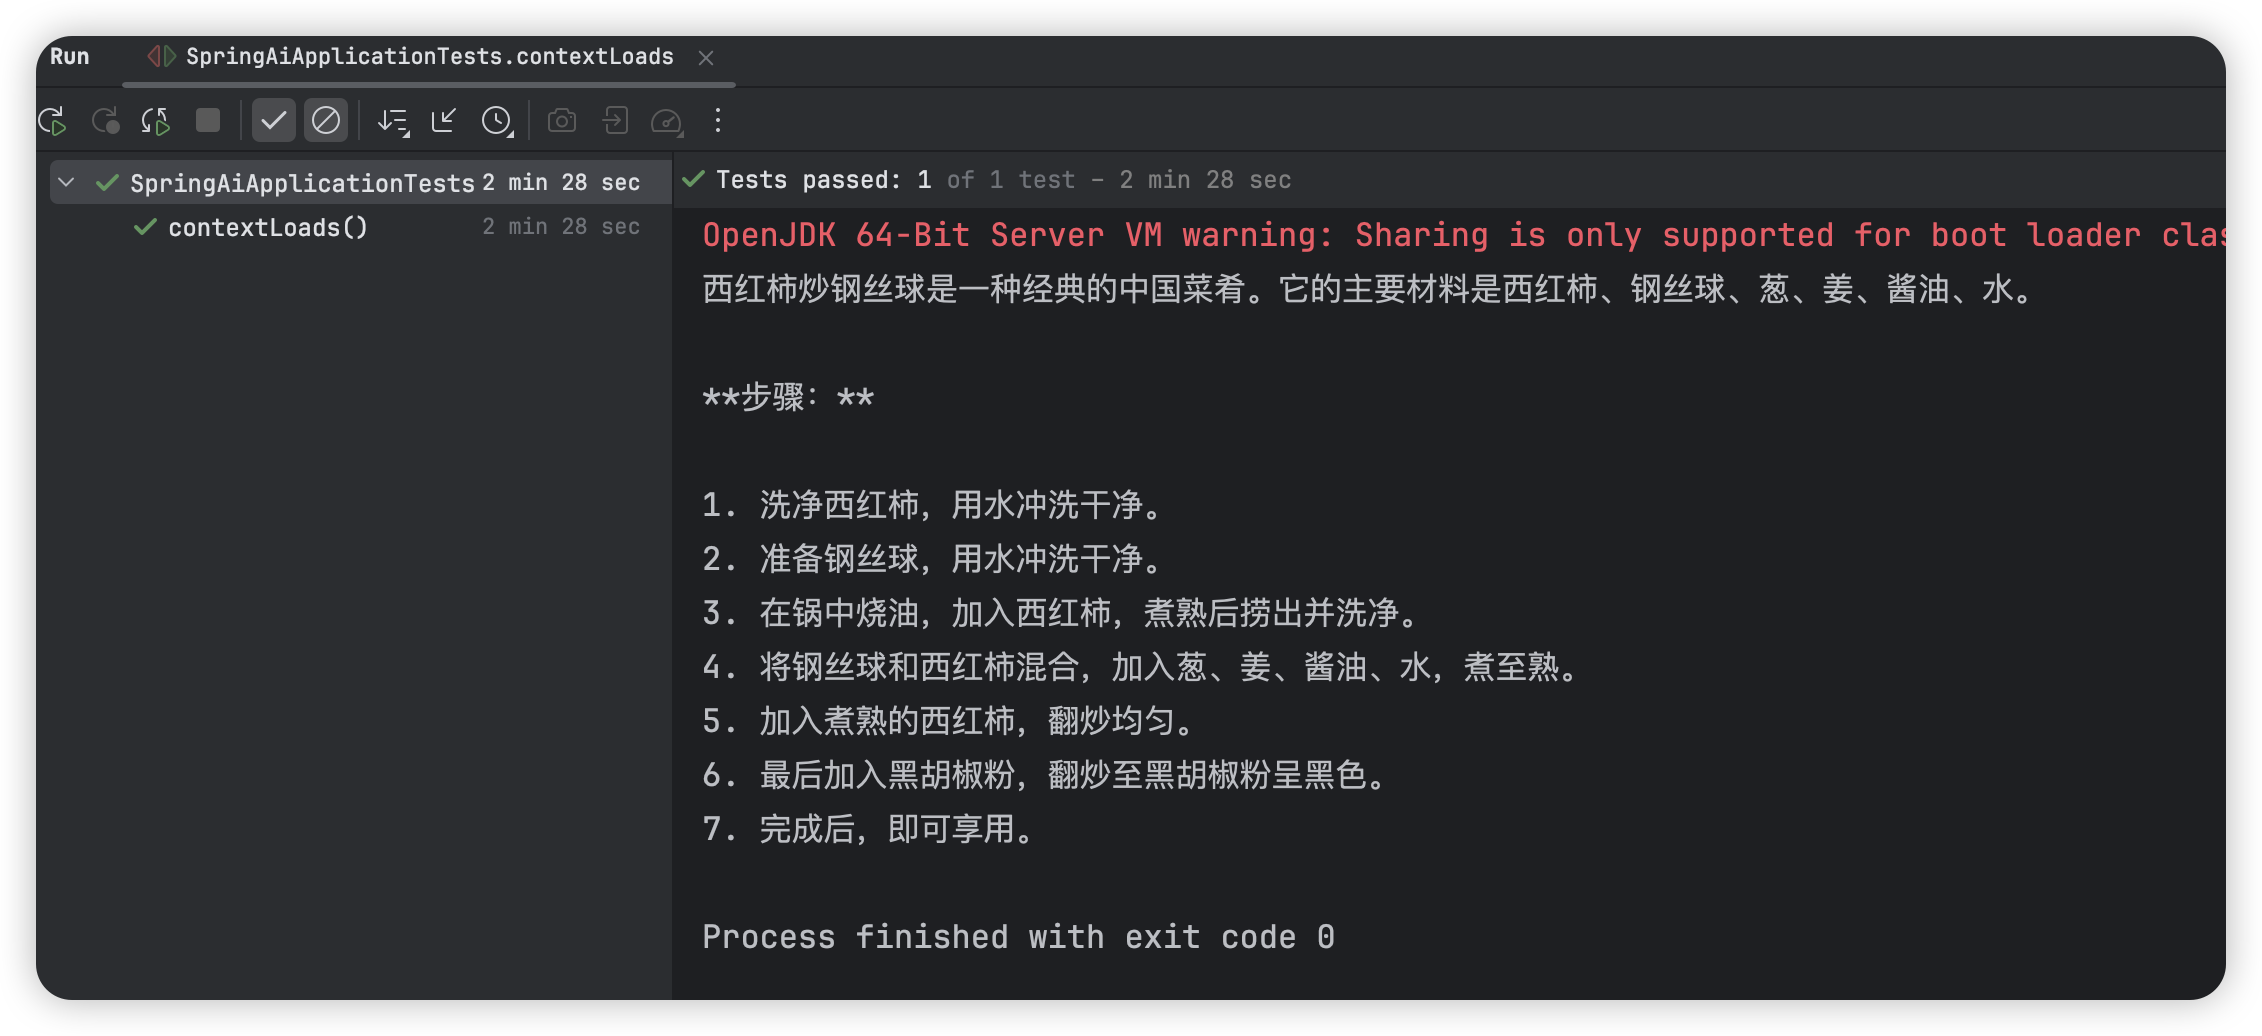 Run SpringAiApplicationTests.contextLoads
SpringAiApplicationTests 2 min 28 sec
contextLoads() 2 min 28 sec
Tests passed: 1 of 1 test – 2 min 28 sec
OpenJDK 64-Bit Server VM warning: Sharing is only supported for boot loader
西红柿炒钢丝球是一种经典的中国菜肴。它的主要材料是西红柿、钢丝球、葱、姜、酱油、水。
**步骤：**
1. 洗净西红柿，用水冲洗干净。
2. 准备钢丝球，用水冲洗干净。
3. 在锅中烧油，加入西红柿，煮熟后捞出并洗净。
4. 将钢丝球和西红柿混合，加入葱、姜、酱油、水，煮至熟。
5. 加入煮熟的西红柿，翻炒均匀。
6. 最后加入黑胡椒粉，翻炒至黑胡椒粉呈黑色。
7. 完成后，即可享用。
Process finished with exit code 0